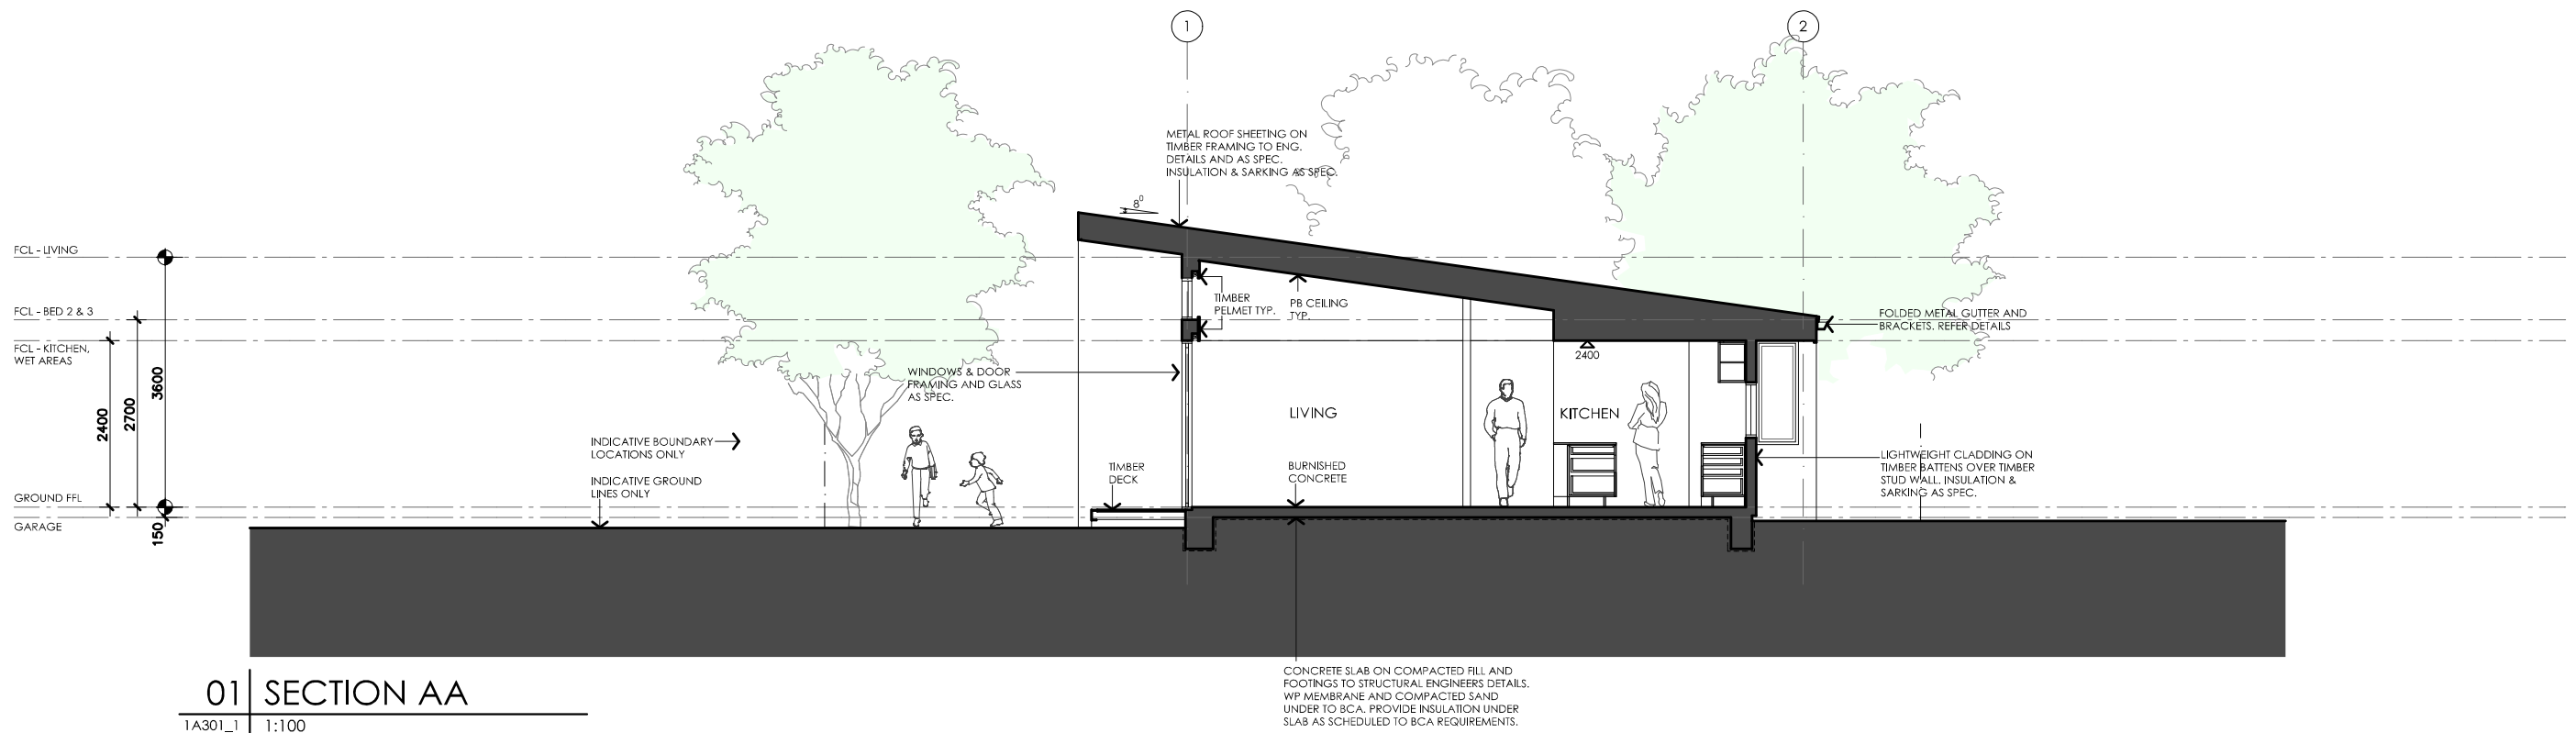 1
2
METAL ROOF SHEETING ON
TIMBER FRAMING TO ENG.
DETAILS AND AS SPEC.
INSULATION & SARKING AS SPEC.
8⁰
FCL - LIVING
FCL - BED 2 & 3
FCL - KITCHEN,
WET AREAS
2400
2700
3600
GROUND FFL
GARAGE
150
TIMBER
PELMET TYP.
PB CEILING
TYP.
FOLDED METAL GUTTER AND
BRACKETS. REFER DETAILS
2400
WINDOWS & DOOR
FRAMING AND GLASS
AS SPEC.
LIVING
KITCHEN
INDICATIVE BOUNDARY
LOCATIONS ONLY
INDICATIVE GROUND
LINES ONLY
TIMBER
DECK
BURNISHED
CONCRETE
LIGHTWEIGHT CLADDING ON
TIMBER BATTENS OVER TIMBER
STUD WALL. INSULATION &
SARKING AS SPEC.
CONCRETE SLAB ON COMPACTED FILL AND
FOOTINGS TO STRUCTURAL ENGINEERS DETAILS.
WP MEMBRANE AND COMPACTED SAND
UNDER TO BCA. PROVIDE INSULATION UNDER
SLAB AS SCHEDULED TO BCA REQUIREMENTS.
01 SECTION AA
1A301_1 1:100